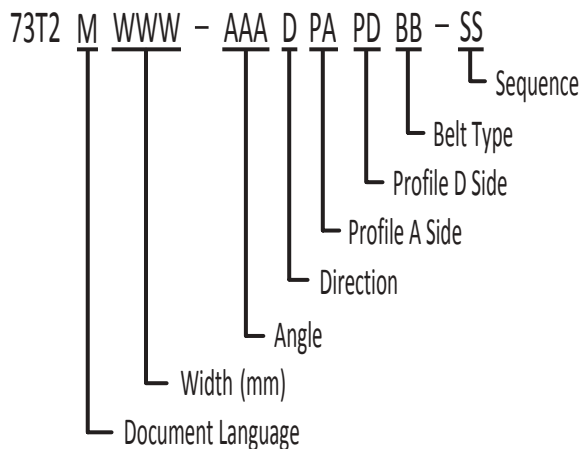 73T2 M WWW – AAA D PA PD BB – SS
Sequence
Belt Type
Profile D Side
Profile A Side
Direction
Angle
Width (mm)
Document Language